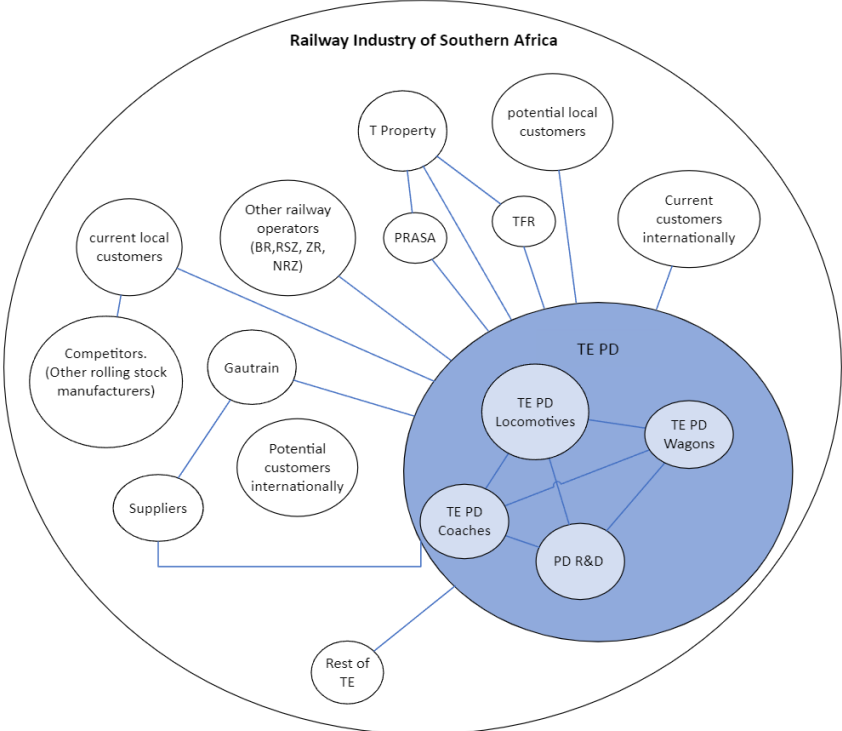 Railway Industry of Southern Africa
T Property
potential local
customers
Other railway
operators
(BR,RSZ, ZR,
NRZ)
PRASA
TFR
Current
customers
internationally
current local
customers
Competitors.
(Other rolling stock
manufacturers)
Gautrain
TE PD
TE PD
Locomotives
TE PD
Wagons
Potential
customers
internationally
Suppliers
TE PD
Coaches
PD R&D
Rest of
TE